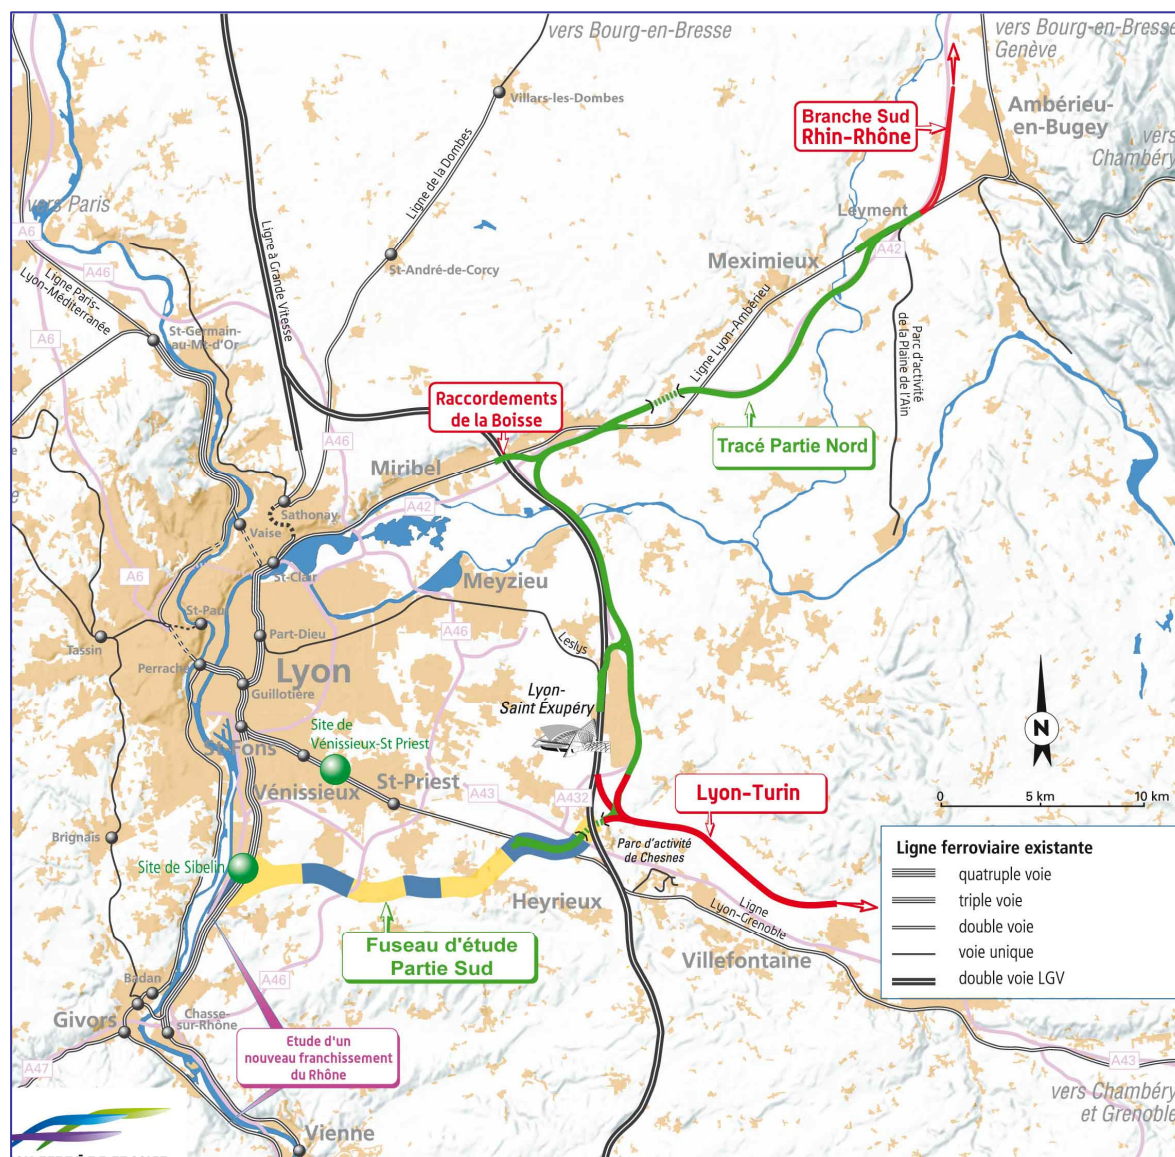 vers Bourg-en-Bresse
vers Bourg-en-Bresse
Genève
Villars-les-Dombes
Branche Sud
Rhin-Rhône
Ambérieu-
en-Bugey
vers
Chambéry
Ligne de la Dombes
vers Paris
A6
Leyment
A42
Ligne à Grande Vitesse
St-André-de-Corcy
Meximieux
A46
Ligne Paris-
Lyon-Méditerranée
St-Germain-
au-Mt-d'Or
A6
Ligne Lyon-Ambérieu
Parc d'activité
de la Plaine de l'Ain
Raccordements
de la Boisse
A46
Tracé Partie Nord
Miribel
Sathonay
A42
Vaise
St-Clair
A6
Meyzieu
St-Paul
Part-Dieu
A46
Tassin
Leslys
Perrache
Lyon
Guillotière
Lyon-
Saint Éxupéry
N
Site de
Vénissieux-St Priest
St-Fons
Vénissieux
St-Priest
A43
A432
Lyon-Turin
0
5 km
10 km
Brignais
Parc d'activité
de Chesnes
Site de Sibelin
Heyrieux
Ligne
Lyon-Grenoble
Villefontaine
Fuseau d'étude
Partie Sud
Ligne ferroviaire existante
quatruple voie
triple voie
double voie
voie unique
double voie LGV
A46
Badan
Givors
Chasse-
sur-Rhône
Etude d'un
nouveau franchissement
du Rhône
A47
A43
vers Chambéry
et Grenoble
Vienne